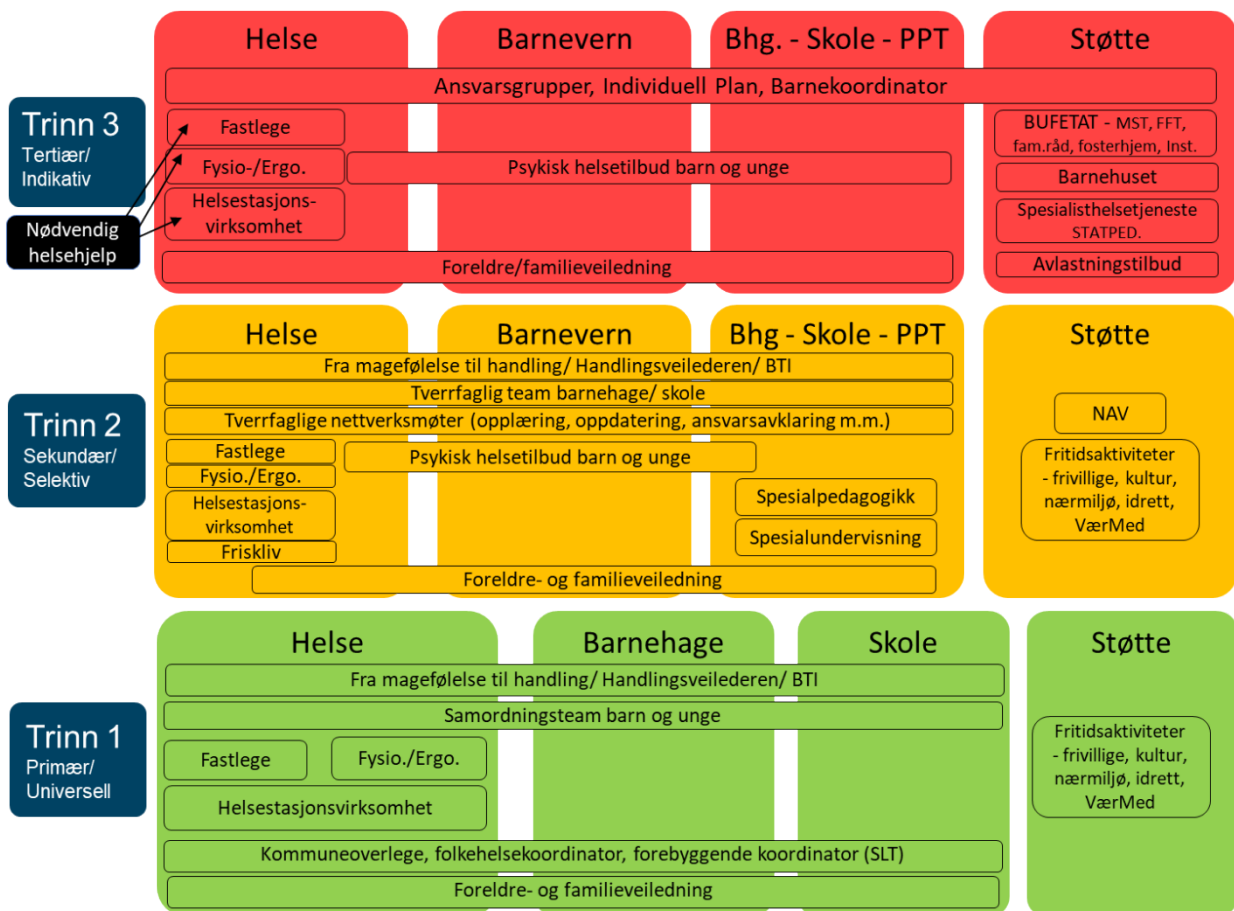 Helse
Barnevern
Bhg. - Skole - PPT
Støtte
Ansvarsgrupper, Individuell Plan, Barnekoordinator
Trinn 3
Tertiær/
Indikativ
Nødvendig
helsehjelp
Fastlege
Fysio-/Ergo.
Helsestasjons-
virksomhet
Psykisk helsetilbud barn og unge
Foreldre/familieveiledning
BUFETAT - MST, FFT,
fam.råd, fosterhjem, Inst.
Barnehuset
Spesialisthelsetjeneste
STATPED.
Avlastningstilbud
Helse
Barnevern
Bhg - Skole - PPT
Støtte
Fra magefølelse til handling/ Handlingsveilederen/ BTI
Tverrfaglig team barnehage/ skole
Tverrfaglige nettverksmøter (opplæring, oppdatering, ansvarsavklaring m.m.)
Trinn 2
Sekundær/
Selektiv
Fastlege
Fysio./Ergo.
Helsestasjons-
virksomhet
Friskliv
Psykisk helsetilbud barn og unge
Spesialpedagogikk
Spesialundervisning
Foreldre- og familieveiledning
NAV
Fritidsaktiviteter
- frivillige, kultur,
nærmiljø, idrett,
VærMed
Helse
Barnehage
Skole
Støtte
Fra magefølelse til handling/ Handlingsveilederen/ BTI
Samordningsteam barn og unge
Trinn 1
Primær/
Universell
Fastlege
Fysio./Ergo.
Helsestasjonsvirksomhet
Kommuneoverlege, folkehelsekoordinator, forebyggende koordinator (SLT)
Foreldre- og familieveiledning
Fritidsaktiviteter
- frivillige, kultur,
nærmiljø, idrett,
VærMed